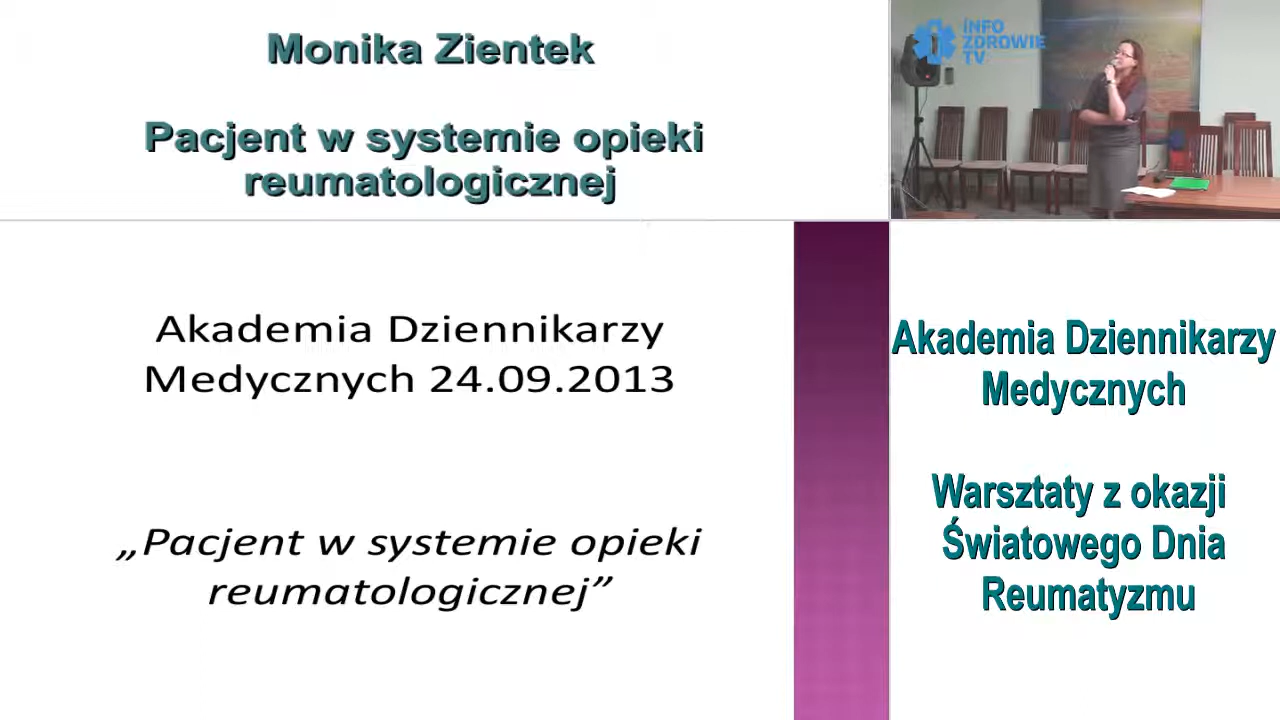 Monika Zientek
Pacjent w systemie opieki
reumatologicznej
INFO
ZDROWIE
TV
Akademia Dziennikarzy
Medycznych 24.09.2013
„Pacjent w systemie opieki
reumatologicznej”
Akademia Dziennikarzy
Medycznych
Warsztaty z okazji
Światowego Dnia
Reumatyzmu